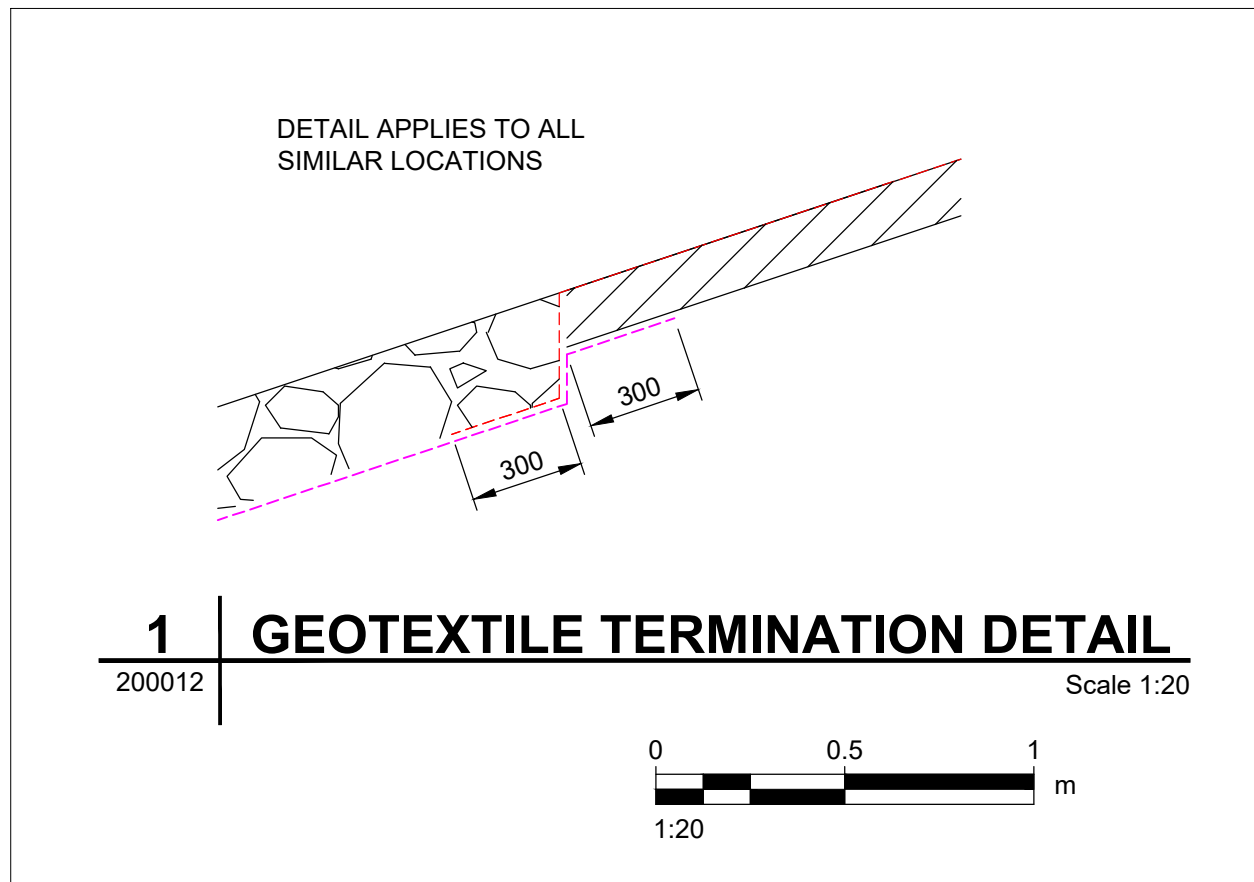 DETAIL APPLIES TO ALL
SIMILAR LOCATIONS
300
300
1
GEOTEXTILE TERMINATION DETAIL
200012
Scale 1:20
0 0.5 1
m
1:20